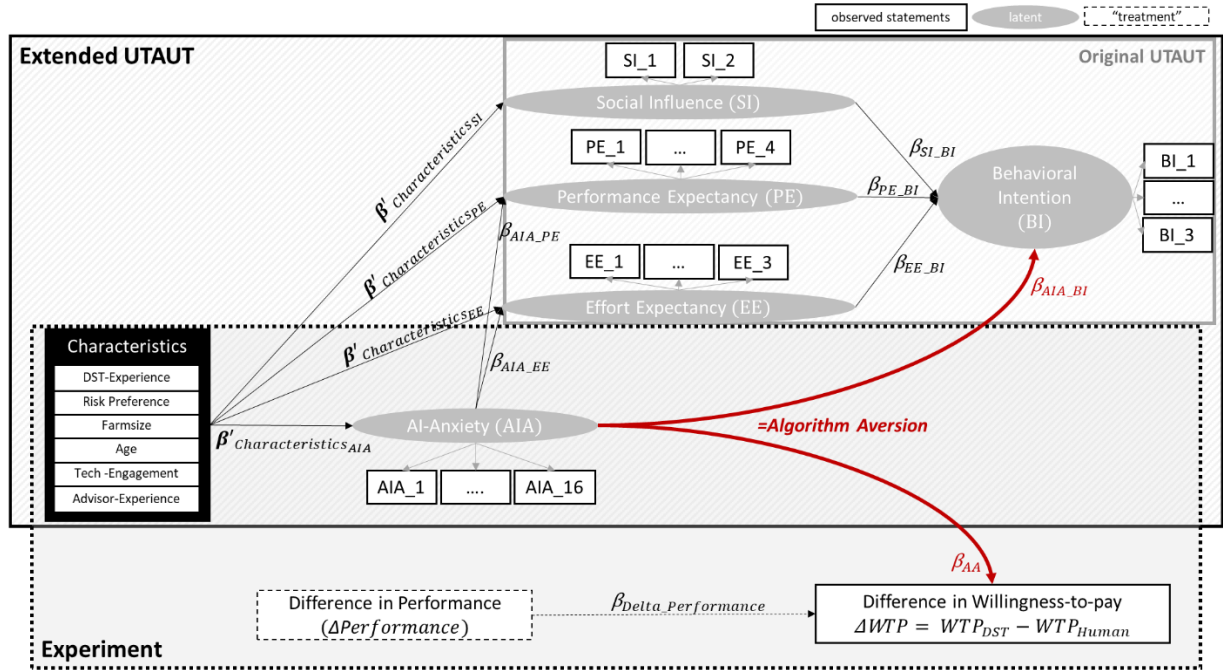 observed statements
latent
“treatment”
Extended UTAUT
Original UTAUT
SI_1
SI_2
Social Influence (SI)
PE_1
...
PE_4
Performance Expectancy (PE)
EE_1
...
EE_3
Effort Expectancy (EE)
Behavioral
Intention
(BI)
BI_1
...
BI_3
β_SI_BI
β_PE_BI
β_EE_BI
β_AIA_BI
β'_Characteristics_SI
β'_Characteristics_PE
β'_Characteristics_EE
β_AIA_PE
β_AIA_EE
Characteristics
DST-Experience
Risk Preference
Farmsize
Age
Tech -Engagement
Advisor-Experience
β'_Characteristics_AIA
AI-Anxiety (AIA)
AIA_1
....
AIA_16
=Algorithm Aversion
β_AA
Difference in Performance
(ΔPerformance)
β_Delta_Performance
Difference in Willingness-to-pay
ΔWTP = WTP_DST − WTP_Human
Experiment